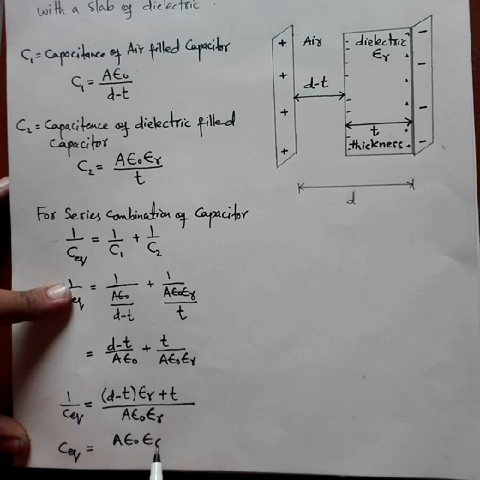 with a slab of dielectric.
C₁ = Capacitance of Air filled Capacitor
C₁ = Aϵ₀/d-t
C₂ = Capacitence of dielectric filled
Capacitor
C₂ = Aϵ₀ϵᵣ/t
For Series Combination of Capacitor
1/Ceq = 1/C₁ + 1/C₂
1/Ceq = 1/(Aϵ₀/d-t) + 1/(Aϵ₀ϵᵣ/t)
= d-t/Aϵ₀ + t/Aϵ₀ϵᵣ
1/Ceq = (d-t)ϵᵣ + t/Aϵ₀ϵᵣ
Ceq = Aϵ₀ϵᵣ
Air
dielectric
ϵᵣ
d-t
t
thickness
d